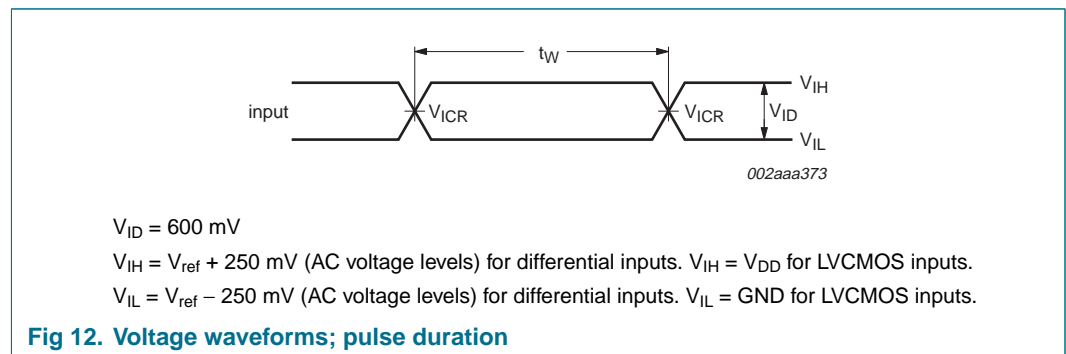 tW
VIH
input
VICR
VICR
VID
VIL
002aaa373
VID = 600 mV
VIH = Vref + 250 mV (AC voltage levels) for differential inputs. VIH = VDD for LVCMOS inputs.
VIL = Vref − 250 mV (AC voltage levels) for differential inputs. VIL = GND for LVCMOS inputs.
Fig 12. Voltage waveforms; pulse duration